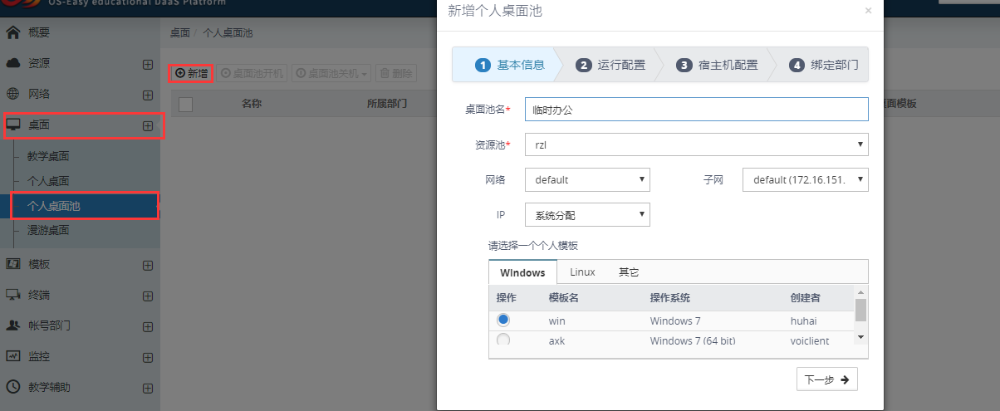 OS-Easy educational DaaS Platform
概要
资源
网络
桌面
教学桌面
个人桌面
个人桌面池
漫游桌面
模板
终端
帐号部门
监控
教学辅助
桌面 / 个人桌面池
新增 桌面池开机 桌面池关机 删除
名称 所属部门 桌面模板
新增个人桌面池 ×
1 基本信息 2 运行配置 3 宿主机配置 4 绑定部门
桌面池名* 临时办公
资源池* rzl
网络 default 子网 default (172.16.151.
IP 系统分配
请选择一个个人模板
Windows Linux 其它
操作 模板名 操作系统 创建者
win Windows 7 huhai
axk Windows 7 (64 bit) voiclient
下一步